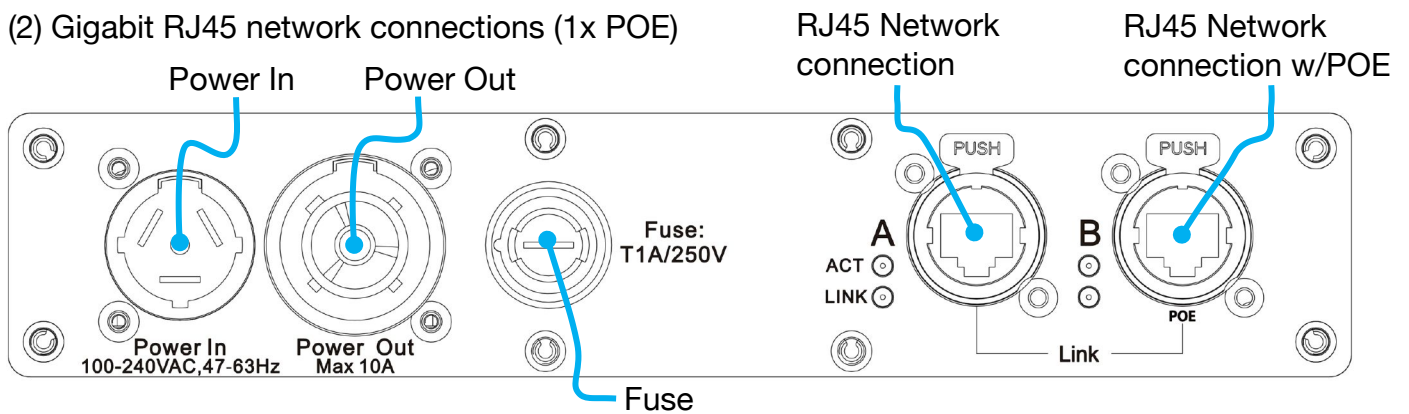 (2) Gigabit RJ45 network connections (1x POE)
RJ45 Network
connection
RJ45 Network
connection w/POE
Power In
Power Out
PUSH
PUSH
Fuse:
T1A/250V
A
B
ACT
LINK
POE
Link
Power In
100-240VAC,47-63Hz
Power Out
Max 10A
Fuse